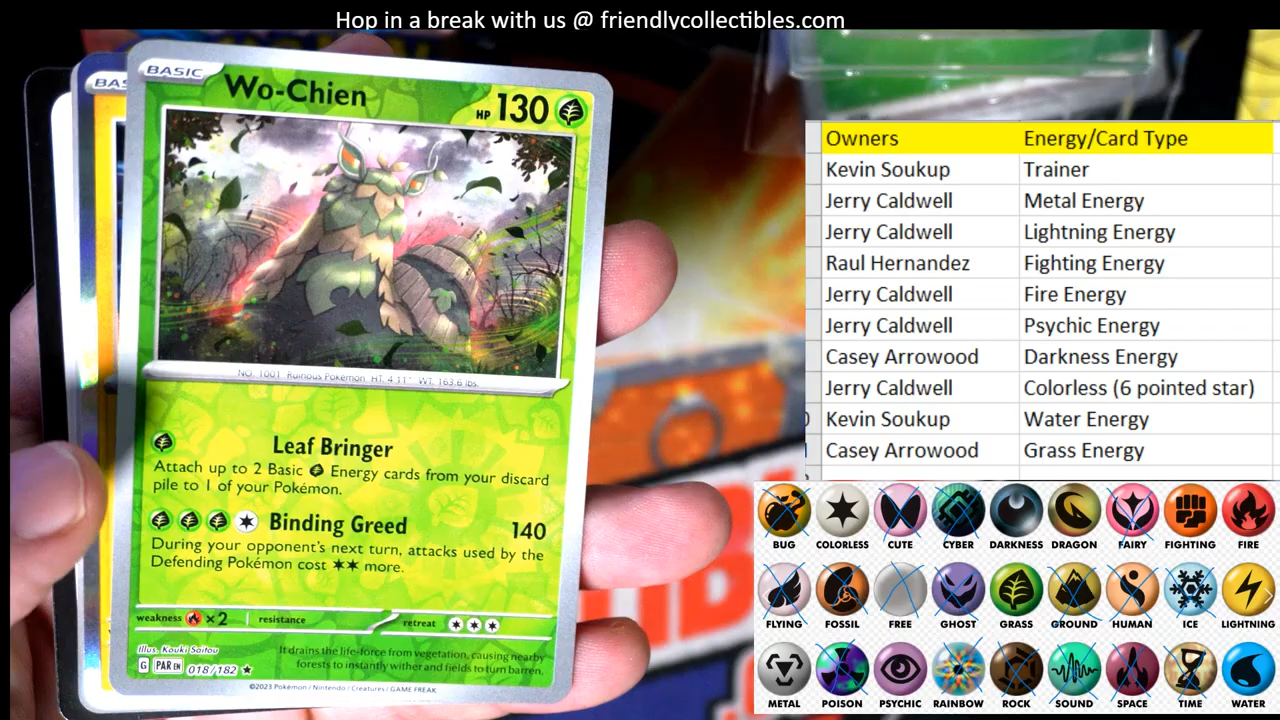 Hop in a break with us @ friendlycollectibles.com
BASIC
BAS
Wo-Chien
HP 130
NO. 1001 Ruinous Pokémon HT. 4'11" WT. 163.6 lbs.
Leaf Bringer
Attach up to 2 Basic Energy cards from your discard
pile to 1 of your Pokémon.
Binding Greed 140
During your opponent's next turn, attacks used by the
Defending Pokémon cost ✶✶ more.
weakness ×2 resistance retreat
Illus. Kouki Saitou
G PAR EN 018/182 ★
It drains the life-force from vegetation, causing nearby
forests to instantly wither and fields to turn barren.
©2023 Pokémon / Nintendo / Creatures / GAME FREAK
Owners Energy/Card Type
Kevin Soukup Trainer
Jerry Caldwell Metal Energy
Jerry Caldwell Lightning Energy
Raul Hernandez Fighting Energy
Jerry Caldwell Fire Energy
Jerry Caldwell Psychic Energy
Casey Arrowood Darkness Energy
Jerry Caldwell Colorless (6 pointed star)
Kevin Soukup Water Energy
Casey Arrowood Grass Energy
BUG COLORLESS CUTE CYBER DARKNESS DRAGON FAIRY FIGHTING FIRE
FLYING FOSSIL FREE GHOST GRASS GROUND HUMAN ICE LIGHTNING
METAL POISON PSYCHIC RAINBOW ROCK SOUND SPACE TIME WATER